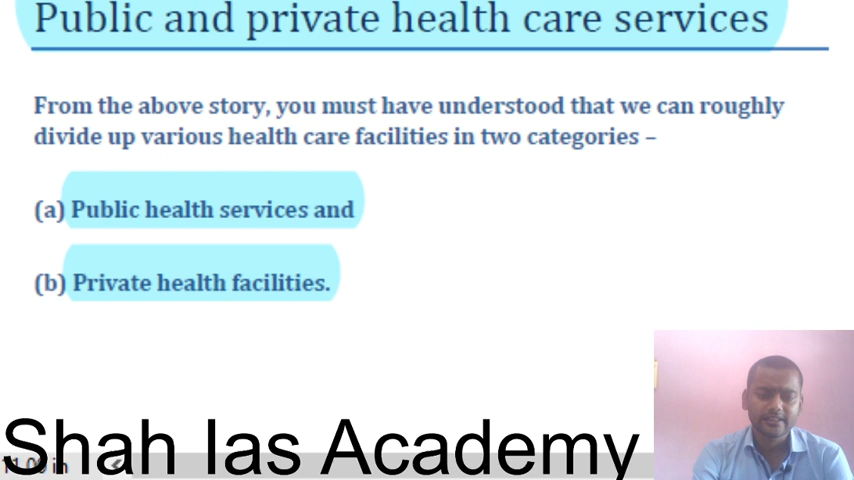 Public and private health care services
From the above story, you must have understood that we can roughly
divide up various health care facilities in two categories –
(a) Public health services and
(b) Private health facilities.
Shah Ias Academy